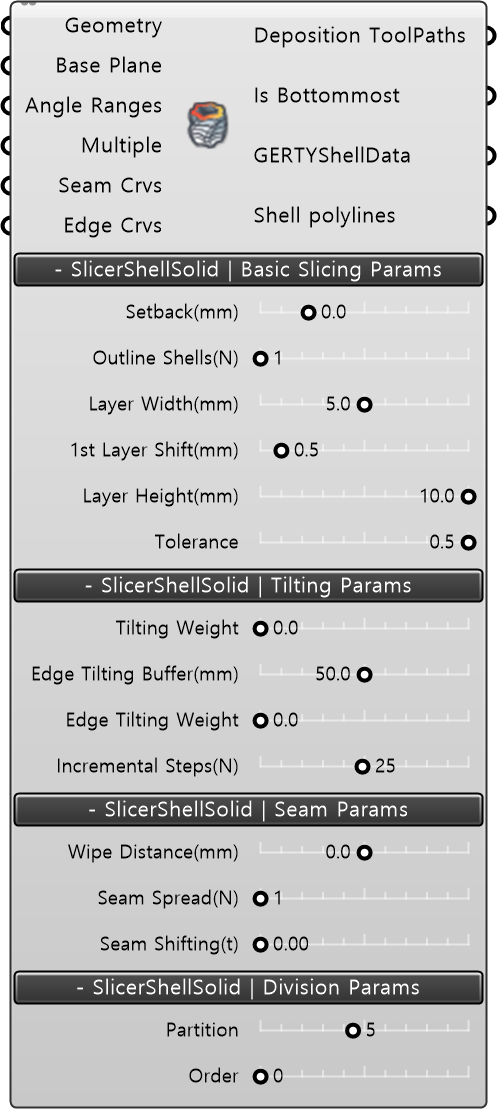 Geometry
Base Plane
Angle Ranges
Multiple
Seam Crvs
Edge Crvs
Deposition ToolPaths
Is Bottommost
GERTYShellData
Shell polylines
- SlicerShellSolid | Basic Slicing Params
Setback(mm) 0.0
Outline Shells(N) 1
Layer Width(mm) 5.0
1st Layer Shift(mm) 0.5
Layer Height(mm) 10.0
Tolerance 0.5
- SlicerShellSolid | Tilting Params
Tilting Weight 0.0
Edge Tilting Buffer(mm) 50.0
Edge Tilting Weight 0.0
Incremental Steps(N) 25
- SlicerShellSolid | Seam Params
Wipe Distance(mm) 0.0
Seam Spread(N) 1
Seam Shifting(t) 0.00
- SlicerShellSolid | Division Params
Partition 5
Order 0